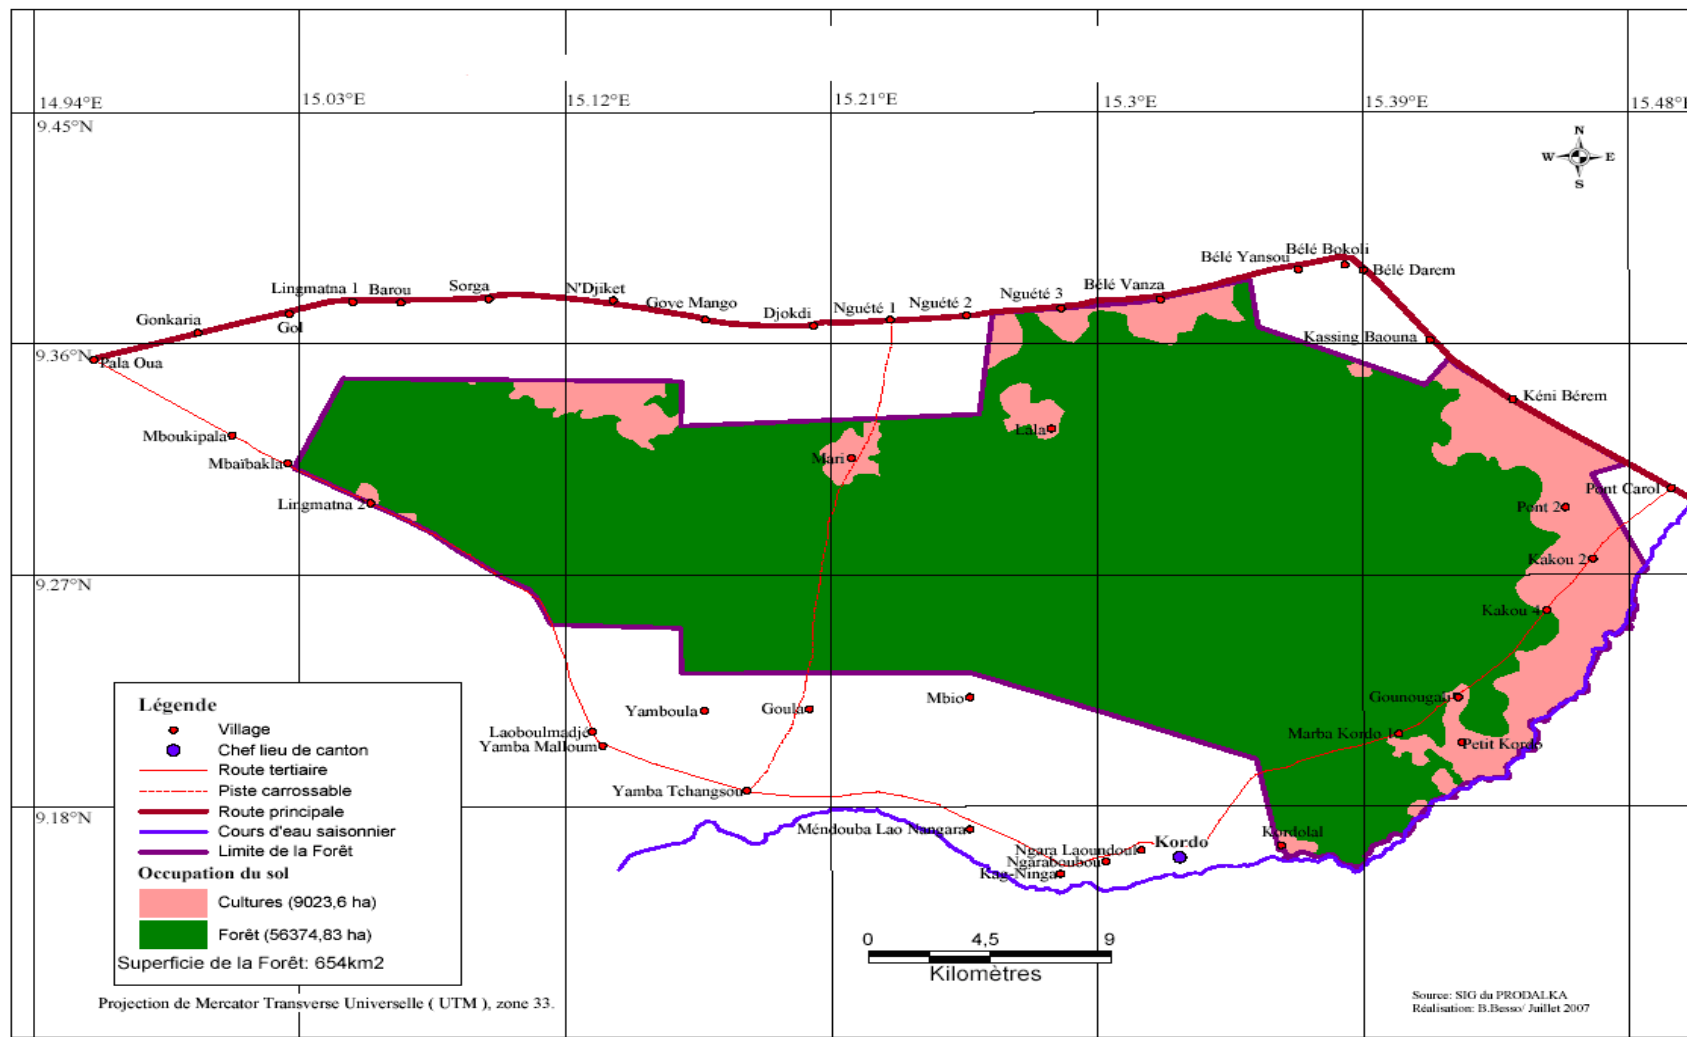 14.94°E 15.03°E 15.12°E 15.21°E 15.3°E 15.39°E 15.48°E
9.45°N
N
W E
S
Bélé Bokoli
Bélé Yansou
Bélé Darem
Lingmatna 1 Barou Sorga N'Djiket Bélé Vanza
Gove Mango Djokdi Nguété 1 Nguété 2 Nguété 3
Gonkaria Gol
Kassing Baouna
9.36°N
Pala Oua
Kéni Bérem
Mboukipala Lála
Mbaïbakla Mari
Lingmatna 2 Pont Carol
Pont 2
Kakou 2
9.27°N
Kakou 4
Mbio Gounougali
Yamboula Goula
Laoboulmadjé Marba Kordo 1
Yamba Malloum Petit Kordo
Yamba Tchangsou
9.18°N
Méndouba Lao Nangara
Kordo Kordolal
Ngara Laoundoul
Ngaraboubou
Kag-Ninga
Légende
Village
Chef lieu de canton
Route tertiaire
Piste carrossable
Route principale
Cours d'eau saisonnier
Limite de la Forêt
Occupation du sol
Cultures (9023,6 ha)
Forêt (56374,83 ha)
Superficie de la Forêt: 654km2
0 4,5 9
Kilomètres
Projection de Mercator Transverse Universelle ( UTM ), zone 33.
Source: SIG du PRODALKA
Réalisation: B.Besso/ Juillet 2007